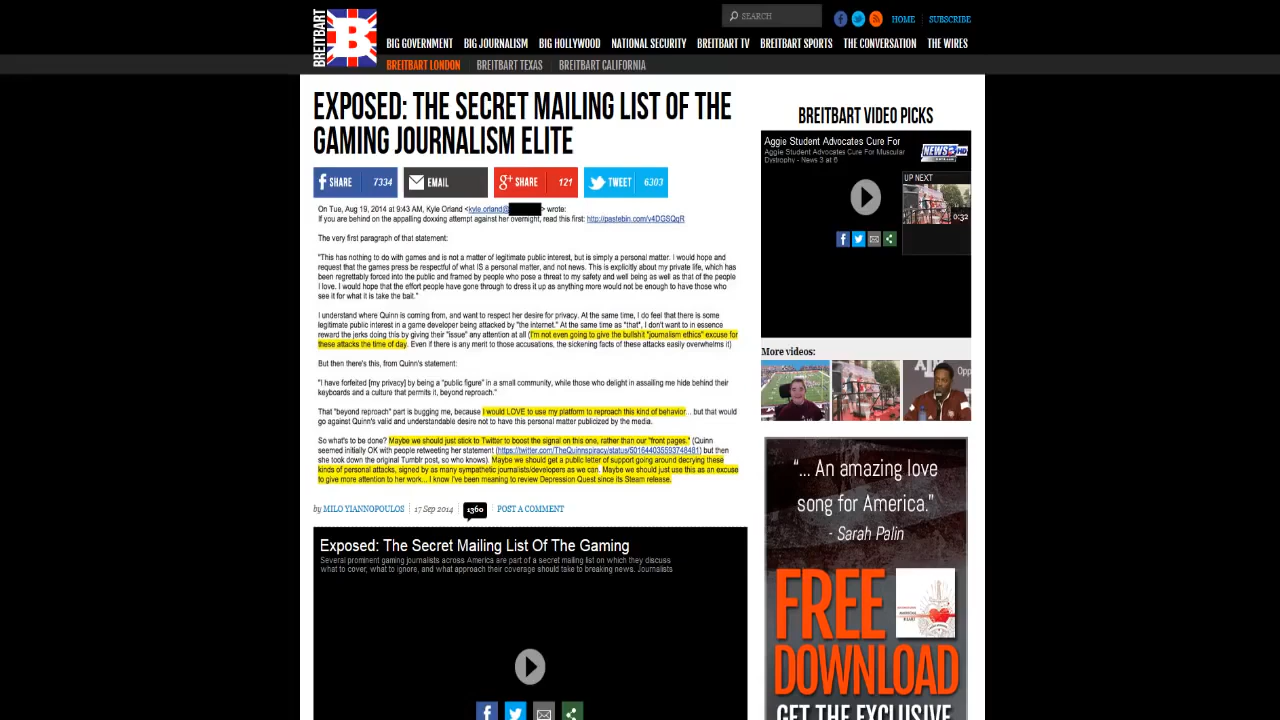 BREITBART
B
SEARCH
HOME
SUBSCRIBE
BIG GOVERNMENT
BIG JOURNALISM
BIG HOLLYWOOD
NATIONAL SECURITY
BREITBART TV
BREITBART SPORTS
THE CONVERSATION
THE WIRES
BREITBART LONDON
BREITBART TEXAS
BREITBART CALIFORNIA
EXPOSED: THE SECRET MAILING LIST OF THE
GAMING JOURNALISM ELITE
SHARE 7334
EMAIL
SHARE 121
TWEET 6303
On Tue, Aug 19, 2014 at 9:43 AM, Kyle Orland <kyle.orland@ > wrote:
If you are behind on the appalling doxxing attempt against her overnight, read this first: http://pastebin.com/v4DGSQqR
The very first paragraph of that statement:
"This has nothing to do with games and is not a matter of legitimate public interest, but is simply a personal matter. I would hope and
request that the games press be respectful of what IS a personal matter, and not news. This is explicitly about my private life, which has
been regrettably forced into the public and framed by people who pose a threat to my safety and well being as well as that of the people
I love. I would hope that the effort people have gone through to dress it up as anything more would not be enough to have those who
see it for what it is take the bait."
I understand where Quinn is coming from, and want to respect her desire for privacy. At the same time, I do feel that there is some
legitimate public interest in a game developer being attacked by "the internet." At the same time as *that*, I don't want to in essence
reward the jerks doing this by giving their "issue" any attention at all (I'm not even going to give the bullshit "journalism ethics" excuse for
these attacks the time of day. Even if there is any merit to those accusations, the sickening facts of these attacks easily overwhelms it)
But then there's this, from Quinn's statement:
"I have forfeited [my privacy] by being a "public figure" in a small community, while those who delight in assailing me hide behind their
keyboards and a culture that permits it, beyond reproach."
That "beyond reproach" part is bugging me, because I would LOVE to use my platform to reproach this kind of behavior... but that would
go against Quinn's valid and understandable desire not to have this personal matter publicized by the media.
So what's to be done? Maybe we should just stick to Twitter to boost the signal on this one, rather than our "front pages." (Quinn
seemed initially OK with people retweeting her statement (https://twitter.com/TheQuinnspiracy/status/501644035593748481) but then
she took down the original Tumblr post, so who knows). Maybe we should get a public letter of support going around decrying these
kinds of personal attacks, signed by as many sympathetic journalists/developers as we can. Maybe we should just use this as an excuse
to give more attention to her work... I know I've been meaning to review Depression Quest since its Steam release.
by MILO YIANNOPOULOS
17 Sep 2014
1360
POST A COMMENT
Exposed: The Secret Mailing List Of The Gaming
Several prominent gaming journalists across America are part of a secret mailing list on which they discuss
what to cover, what to ignore, and what approach their coverage should take to breaking news. Journalists
BREITBART VIDEO PICKS
Aggie Student Advocates Cure For
Aggie Student Advocates Cure For Muscular
Dystrophy - News 3 at 6
NEWS 3 HD
UP NEXT
0:32
More videos:
Opp
"... An amazing love
song for America."
- Sarah Palin
FREE
DOWNLOAD
GET THE EXCLUSIVE